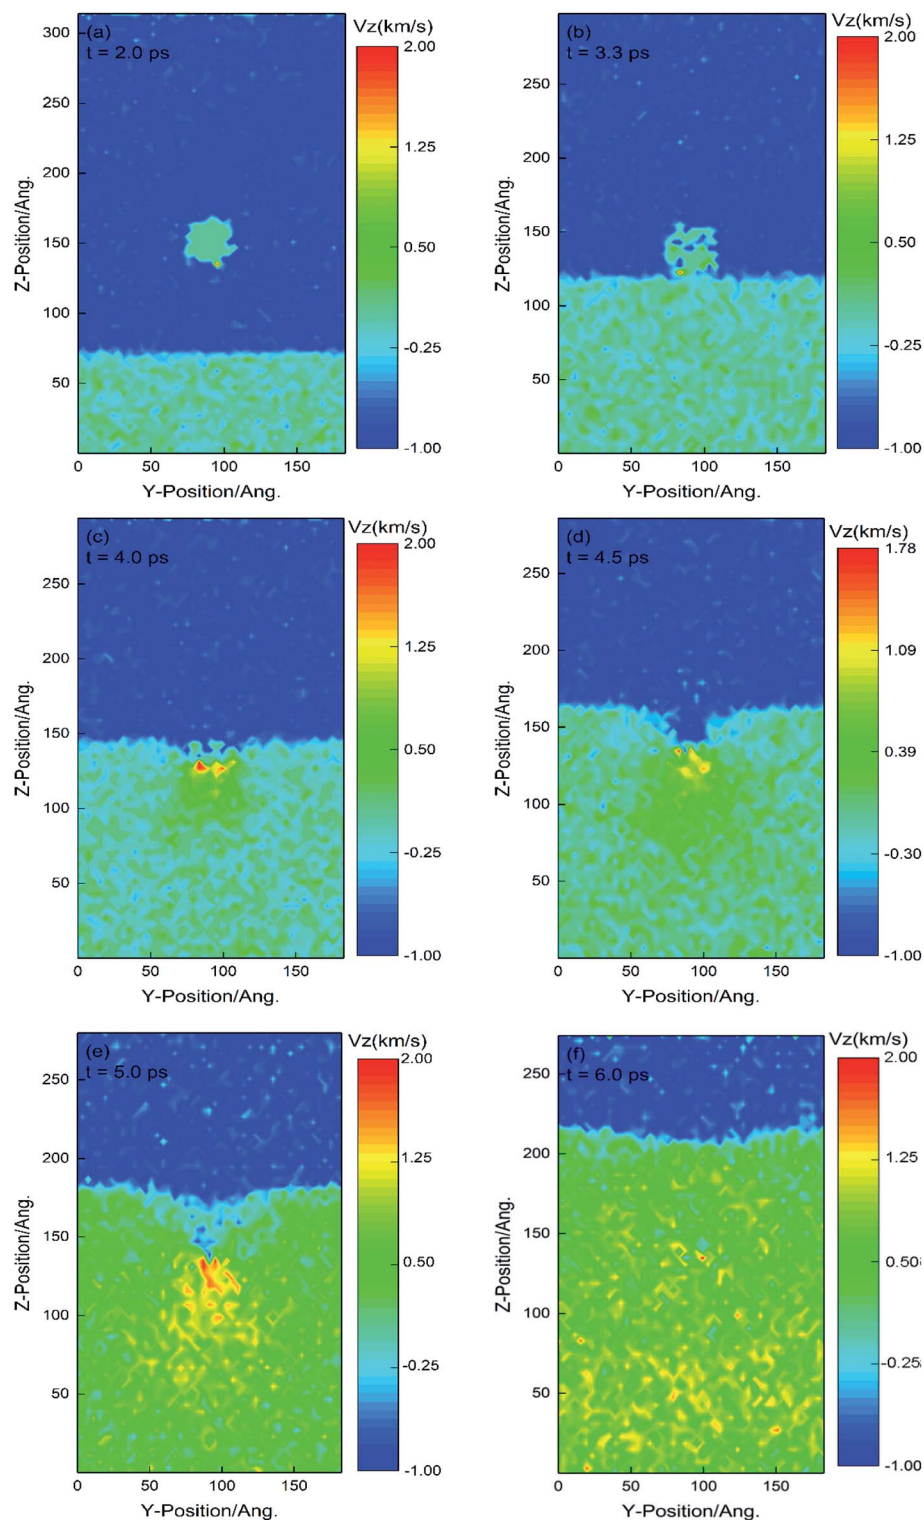 (a)
t = 2.0 ps
Vz(km/s)
2.00
1.25
0.50
-0.25
-1.00
300
250
200
150
100
50
0
50
100
150
Z-Position/Ang.
Y-Position/Ang.
(b)
t = 3.3 ps
Vz(km/s)
2.00
1.25
0.50
-0.25
-1.00
250
200
150
100
50
0
50
100
150
Z-Position/Ang.
Y-Position/Ang.
(c)
t = 4.0 ps
Vz(km/s)
2.00
1.25
0.50
-0.25
-1.00
250
200
150
100
50
0
50
100
150
Z-Position/Ang.
Y-Position/Ang.
(d)
t = 4.5 ps
Vz(km/s)
1.78
1.09
0.39
-0.30
-1.00
250
200
150
100
50
0
50
100
150
Z-Position/Ang.
Y-Position/Ang.
(e)
t = 5.0 ps
Vz(km/s)
2.00
1.25
0.50
-0.25
-1.00
250
200
150
100
50
0
50
100
150
Z-Position/Ang.
Y-Position/Ang.
(f)
t = 6.0 ps
Vz(km/s)
2.00
1.25
0.50
-0.25
-1.00
250
200
150
100
50
0
50
100
150
Z-Position/Ang.
Y-Position/Ang.